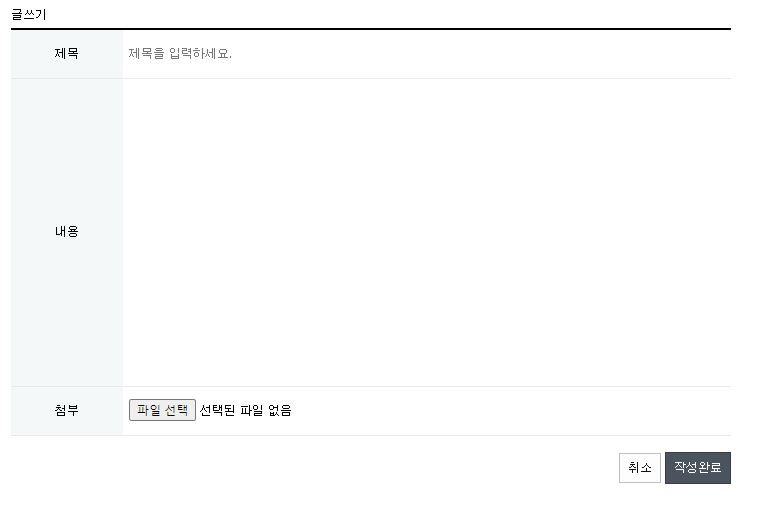 글쓰기
제목 제목을 입력하세요.
내용
첨부 파일 선택 선택된 파일 없음
취소 작성완료